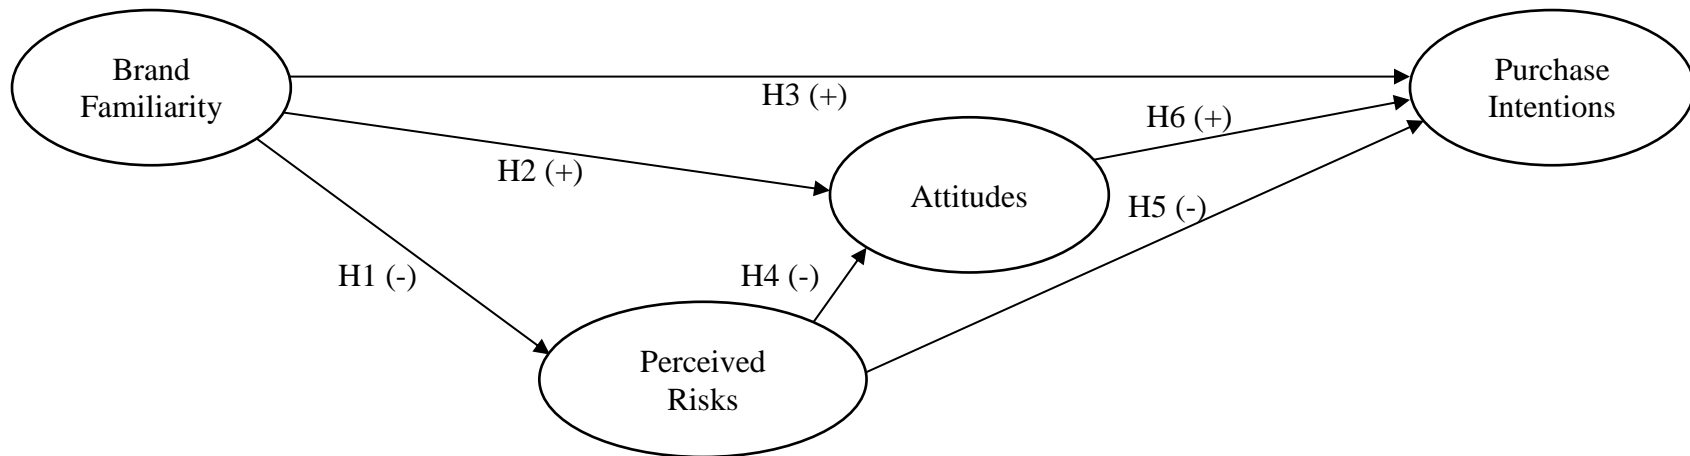 Brand
Familiarity
Purchase
Intentions
H3 (+)
H6 (+)
H2 (+)
Attitudes
H5 (-)
H1 (-)
H4 (-)
Perceived
Risks